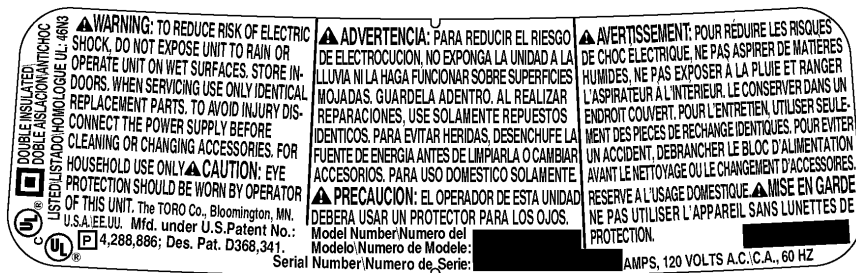 DOUBLE INSULATED\
DOBLE AISLACION\ANTICHOC
LISTED\LISTADO\HOMOLOGUE UL: 46N3
C UL ®
UL ®
WARNING: TO REDUCE RISK OF ELECTRIC
SHOCK, DO NOT EXPOSE UNIT TO RAIN OR
OPERATE UNIT ON WET SURFACES. STORE IN-
DOORS. WHEN SERVICING USE ONLY IDENTICAL
REPLACEMENT PARTS. TO AVOID INJURY DIS-
CONNECT THE POWER SUPPLY BEFORE
CLEANING OR CHANGING ACCESSORIES. FOR
HOUSEHOLD USE ONLY CAUTION: EYE
PROTECTION SHOULD BE WORN BY OPERATOR
OF THIS UNIT. The TORO Co., Bloomington, MN.
U.S.A.\EE.UU. Mfd. under U.S.Patent No.:
P 4,288,886; Des. Pat. D368,341.
ADVERTENCIA: PARA REDUCIR EL RIESGO
DE ELECTROCUCION, NO EXPONGA LA UNIDAD A LA
LLUVIA NI LA HAGA FUNCIONAR SOBRE SUPERFICIES
MOJADAS. GUARDELA ADENTRO. AL REALIZAR
REPARACIONES, USE SOLAMENTE REPUESTOS
IDENTICOS. PARA EVITAR HERIDAS, DESENCHUFE LA
FUENTE DE ENERGIA ANTES DE LIMPIARLA O CAMBIAR
ACCESORIOS. PARA USO DOMESTICO SOLAMENTE.
PRECAUCION: EL OPERADOR DE ESTA UNIDAD
DEBERA USAR UN PROTECTOR PARA LOS OJOS.
AVERTISSEMENT: POUR RÉDUIRE LES RISQUES
DE CHOC ELECTRIQUE, NE PAS ASPIRER DE MATIERES
HUMIDES, NE PAS EXPOSER A LA PLUIE ET RANGER
L'ASPIRATEUR A L'INTERIEUR. LE CONSERVER DANS UN
ENDROIT COUVERT. POUR L'ENTRETIEN, UTILISER SEULE-
MENT DES PIECES DE RECHANGE IDENTIQUES. POUR EVITER
UN ACCIDENT, DEBRANCHER LE BLOC D'ALIMENTATION
AVANT LE NETTOYAGE OU LE CHANGEMENT D'ACCESSOIRES.
RESERVE A L'USAGE DOMESTIQUE. MISE EN GARDE
NE PAS UTILISER L'APPAREIL SANS LUNETTES DE
PROTECTION.
Model Number\Numero del
Modelo\Numero de Modele:
Serial Number\Numero de Serie:
AMPS, 120 VOLTS A.C.\C.A., 60 HZ